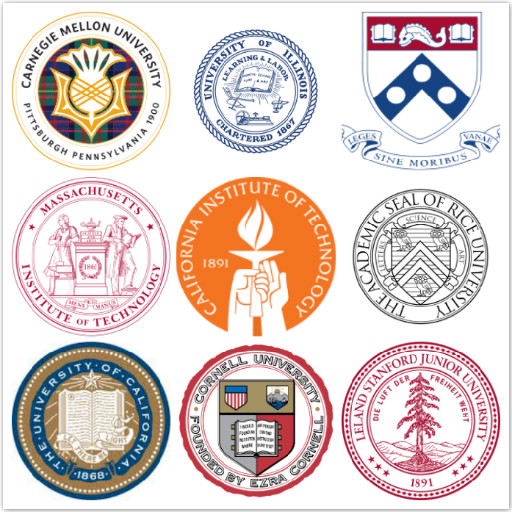 CARNEGIE MELLON UNIVERSITY
PITTSBURGH PENNSYLVANIA 1900
UNIVERSITY OF ILLINOIS
LEARNING & LABOR
CHARTERED 1867
LEGES
SINE MORIBUS
VANAE
MASSACHUSETTS
INSTITUTE OF TECHNOLOGY
1861
MENS
MANUS
CALIFORNIA INSTITUTE OF TECHNOLOGY
1891
THE ACADEMIC SEAL OF RICE UNIVERSITY
SCIENCE
THE UNIVERSITY OF CALIFORNIA
1868
CORNELL UNIVERSITY
FOUNDED BY EZRA CORNELL
LELAND STANFORD JUNIOR UNIVERSITY
DIE LUFT DER FREIHEIT WEHT
1891